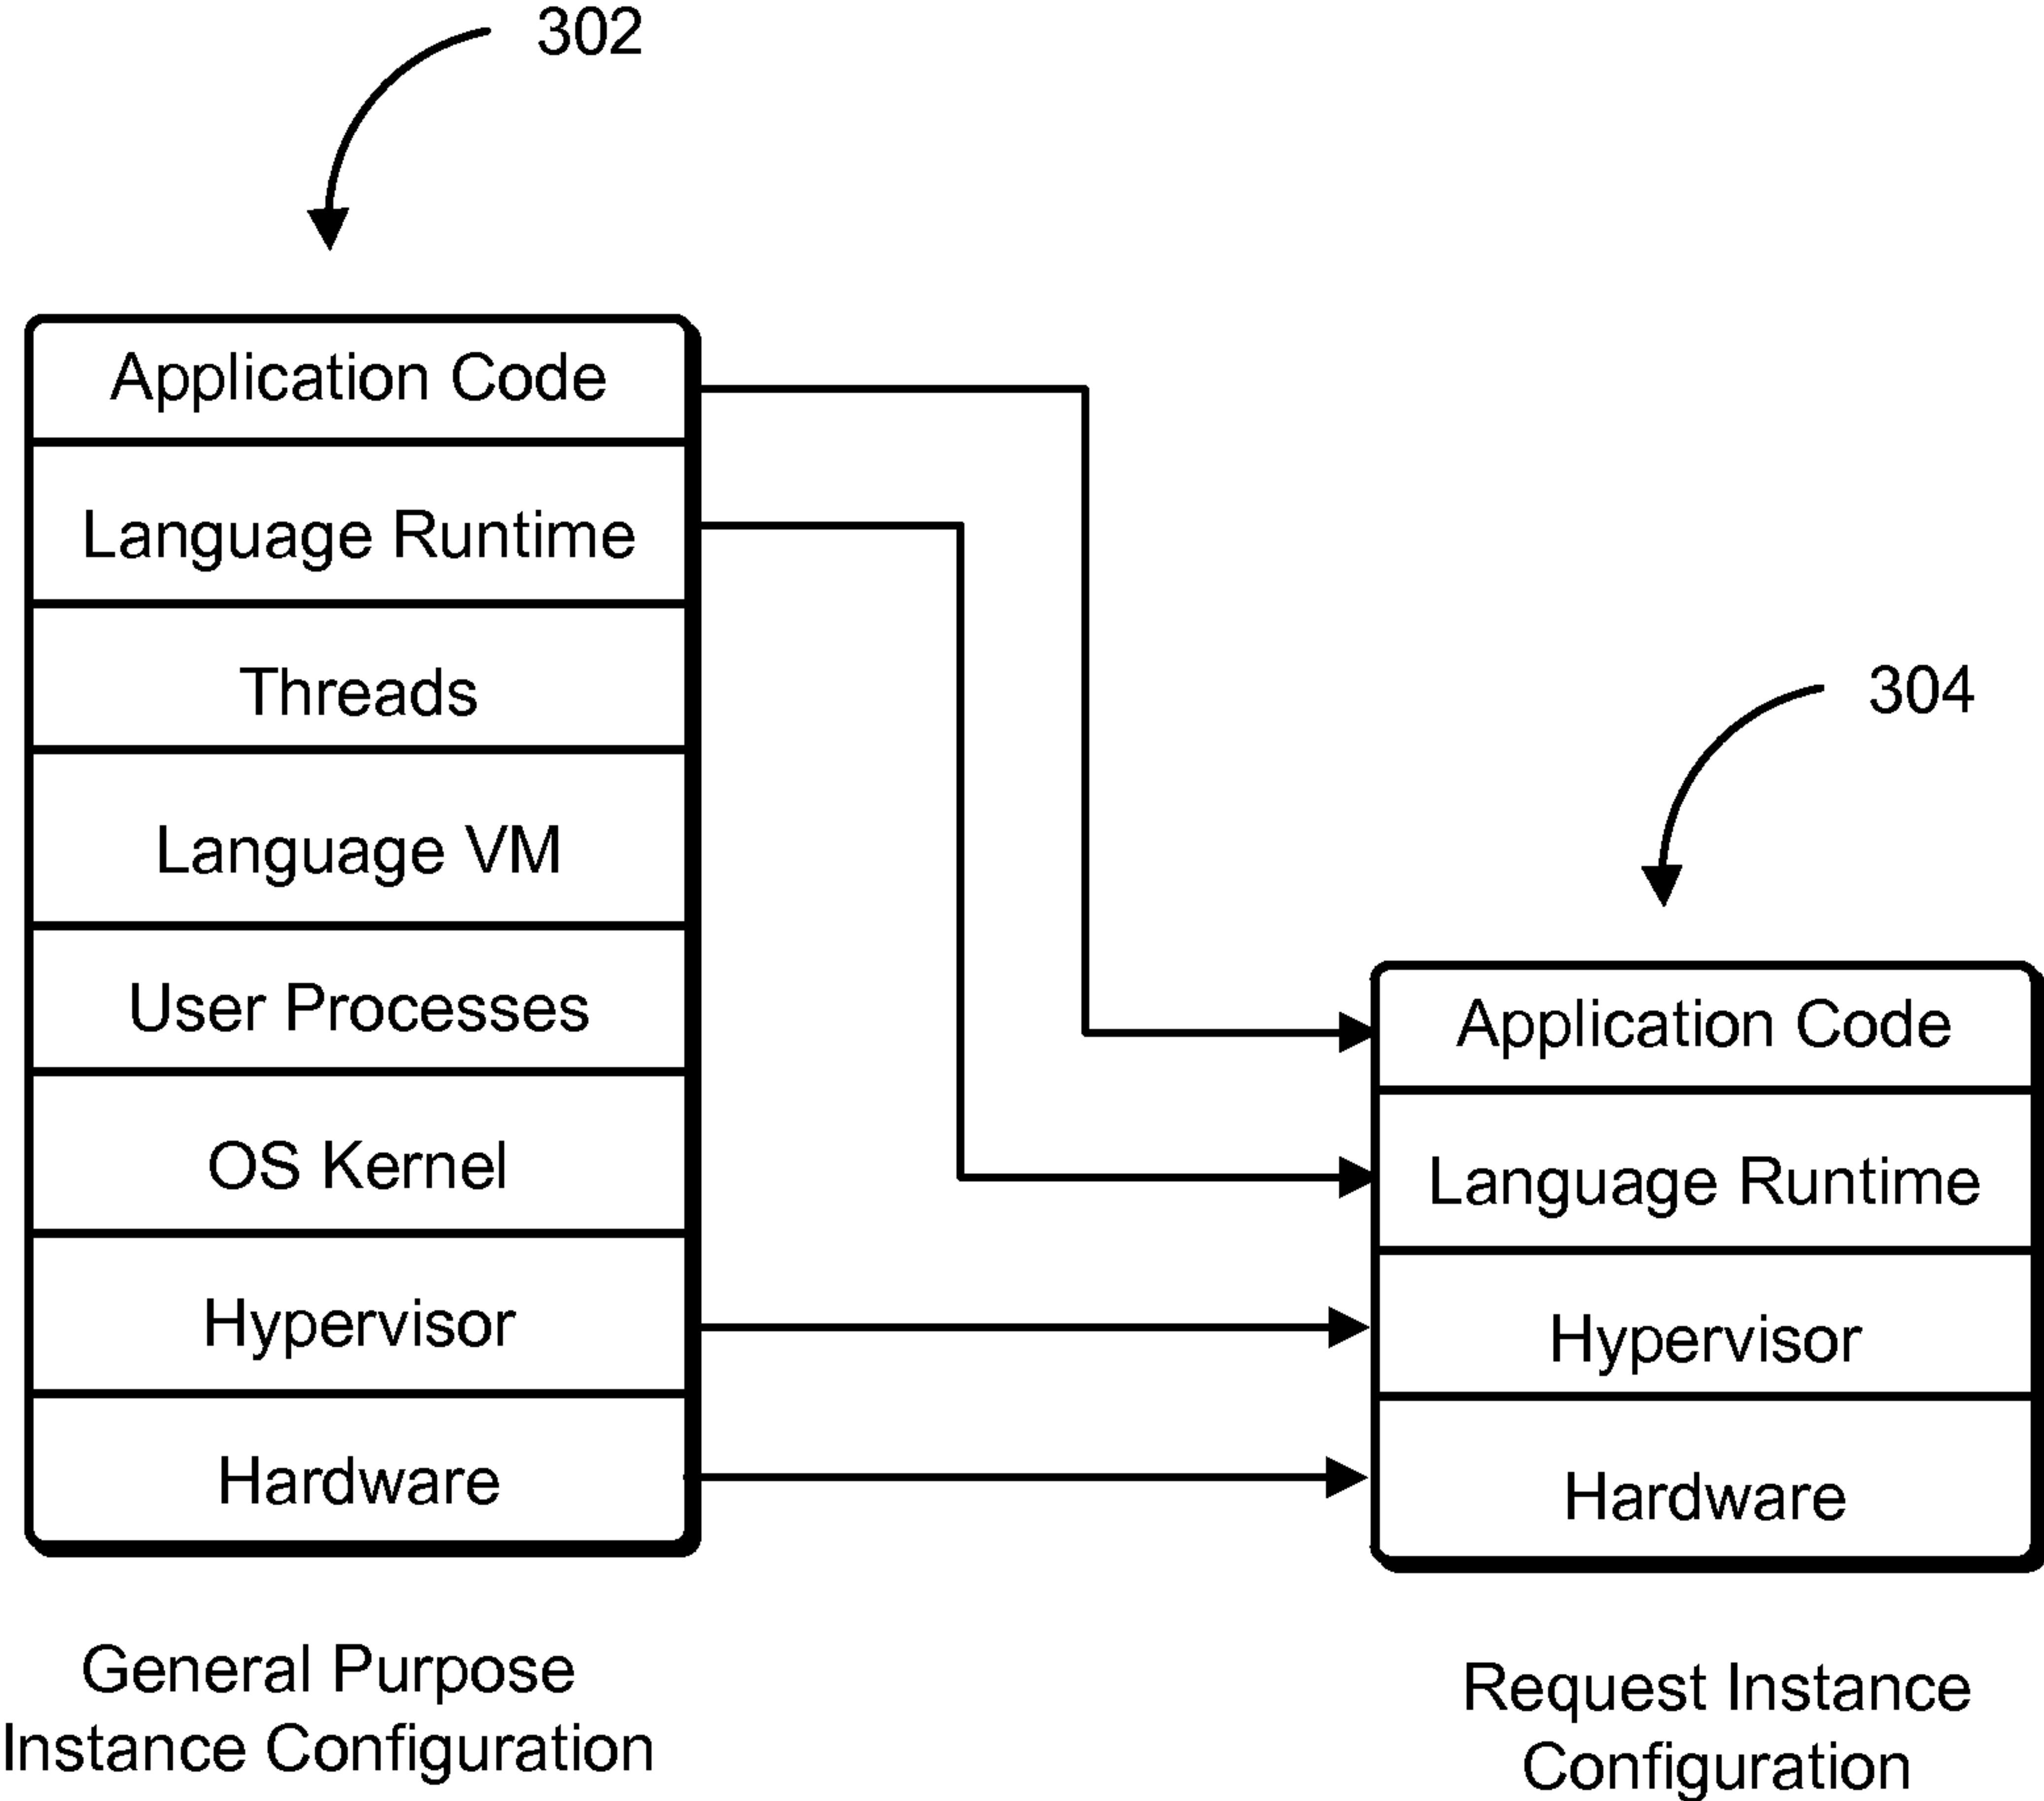 302
Application Code
Language Runtime
Threads
Language VM
User Processes
OS Kernel
Hypervisor
Hardware
General Purpose
Instance Configuration
304
Application Code
Language Runtime
Hypervisor
Hardware
Request Instance
Configuration